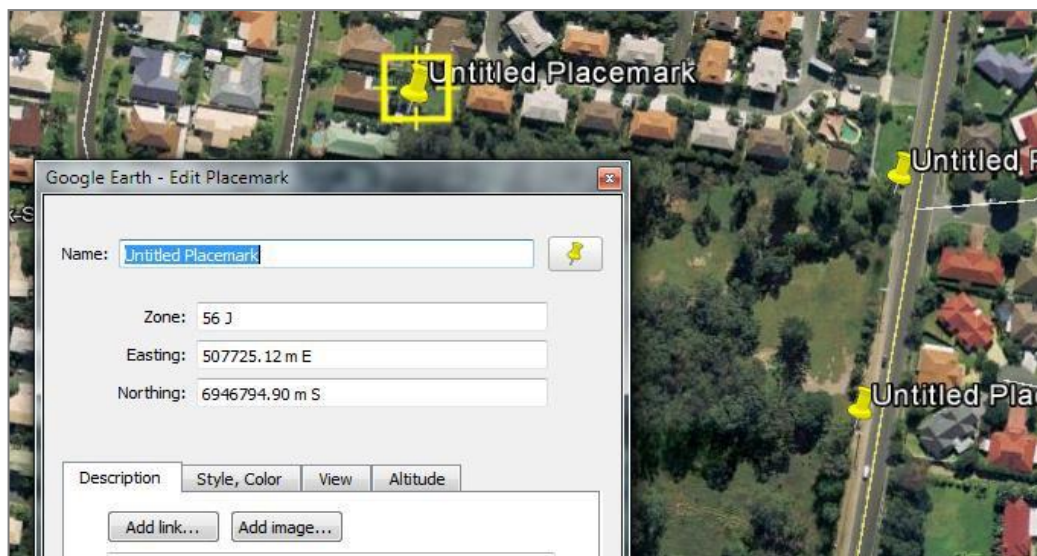 Untitled Placemark
Untitled P
Google Earth - Edit Placemark
Name: Untitled Placemark
Zone: 56 J
Easting: 507725.12 m E
Northing: 6946794.90 m S
Untitled Pla
Description Style, Color View Altitude
Add link... Add image...